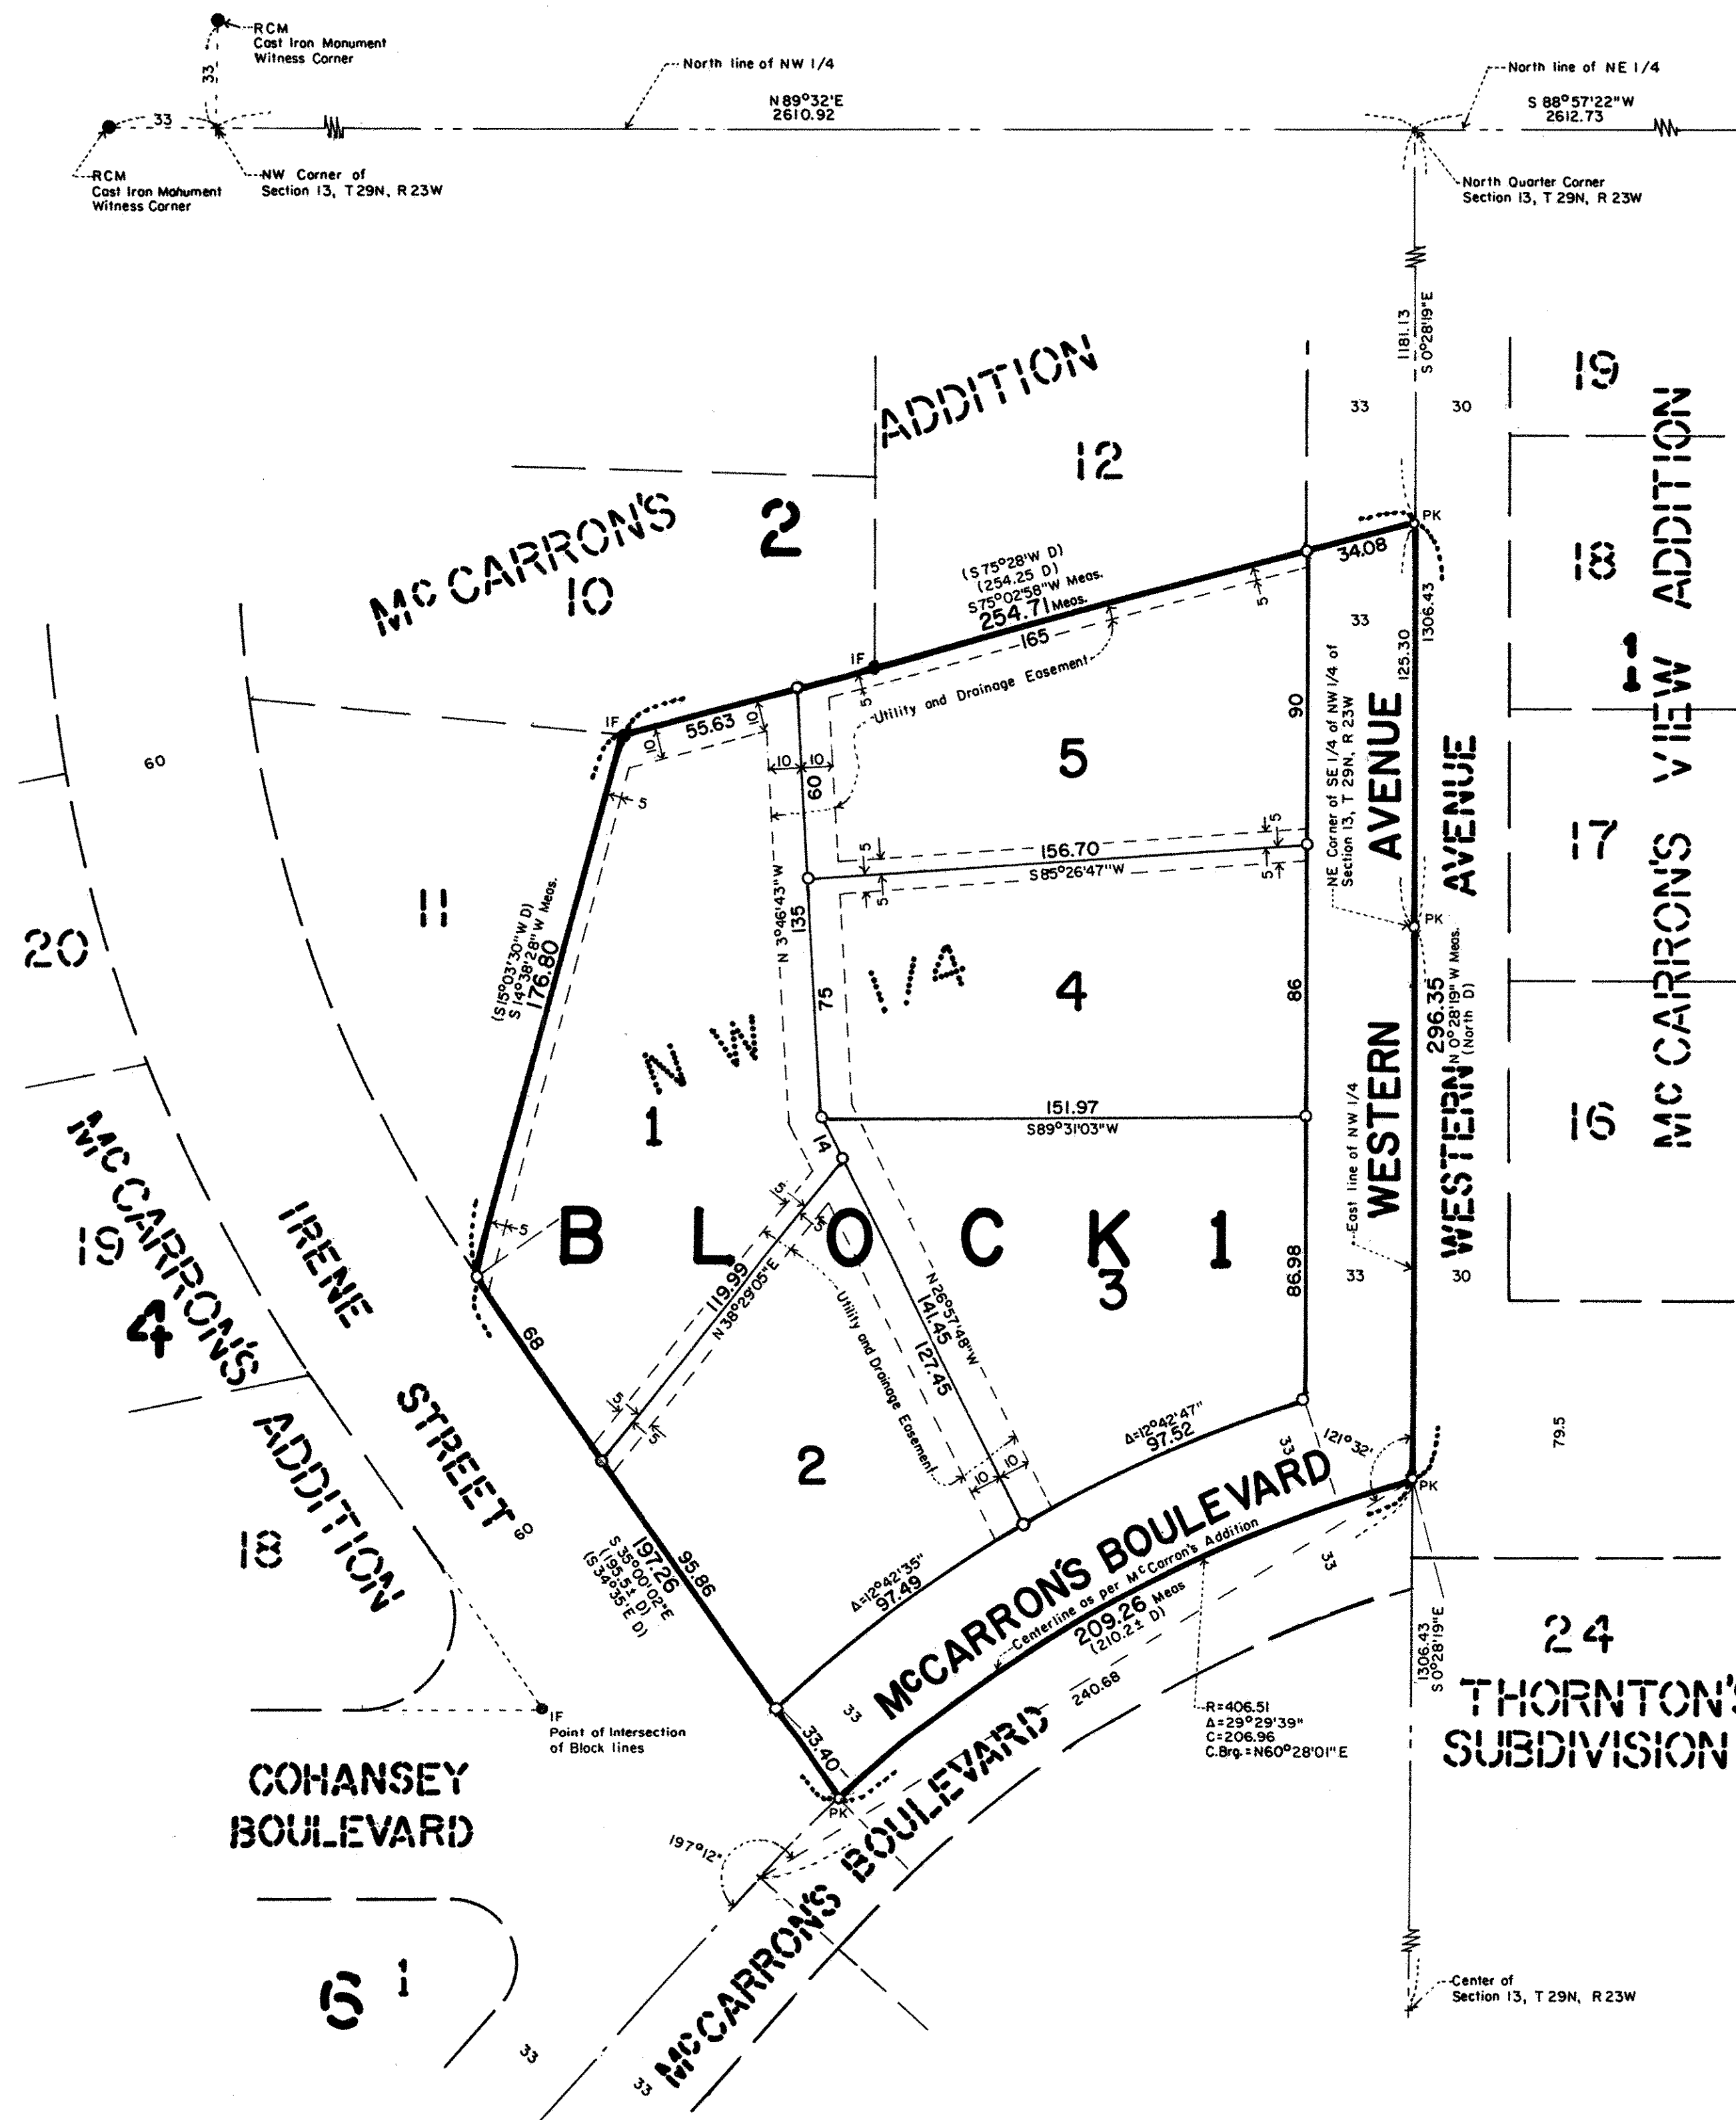 RCM
Cast Iron Monument
Witness Corner
33
33
RCM
Cast Iron Monument
Witness Corner
NW Corner of
Section 13, T 29N, R 23W
North line of NW 1/4
N 89°32'E
2610.92
North line of NE 1/4
S 88°57'22"W
2612.73
North Quarter Corner
Section 13, T 29N, R 23W
1181.13
S 0°28'19"E
33
30
19
MC CARRON'S
ADDITION
2
10
12
11
20
60
IF
IF
(S 75°28'W D)
(254.25 D)
S 75°02'58"W Meas.
254.71 Meas.
165
34.08
PK
5
33
1306.43
125.30
18
1
17
16
MC CARRON'S VIEW ADDITION
55.63
10
10
5
5
Utility and Drainage Easement
10
10
60
90
5
5
5
156.70
S 85°26'47"W
5
5
5
NE Corner of SE 1/4 of NW 1/4 of
Section 13, T 29N, R 23W
PK
WESTERN AVENUE
WESTERN AVENUE
296.35
N 0°28'19" W Meas.
(North D)
East line of NW 1/4
(S 15°03'30"W D)
S 14°38'28"W Meas.
176.80
N 3°46'43"W
135
75
NW 1/4
4
86
151.97
S 89°31'03"W
1
14
BLOCK 1
3
86.98
33
30
5
5
5
119.99
N 38°29'05"E
N 26°57'48"W
141.45
127.45
Utility and Drainage Easement
10
10
MC CARRON'S
ADDITION
19
4
18
IRENE
STREET
60
68
5
5
2
95.86
197.26
S 35°00'02"E
(195.5± D)
(S 34°35'E D)
Δ=12°42'47"
97.52
Δ=12°42'35"
97.49
33
121°32'
PK
79.5
McCARRON'S BOULEVARD
Centerline as per McCarron's Addition
209.26 Meas
(210.2± D)
240.68
33
33
33.40
PK
197°12'
R=406.51
Δ=29°29'39"
C=206.96
C.Brg.=N60°28'01"E
1306.43
S 0°28'19"E
24
THORNTON'S
SUBDIVISION
IF
Point of Intersection
of Block lines
COHANSEY
BOULEVARD
6
1
McCARRON'S BOULEVARD
33
33
Center of
Section 13, T 29N, R 23W